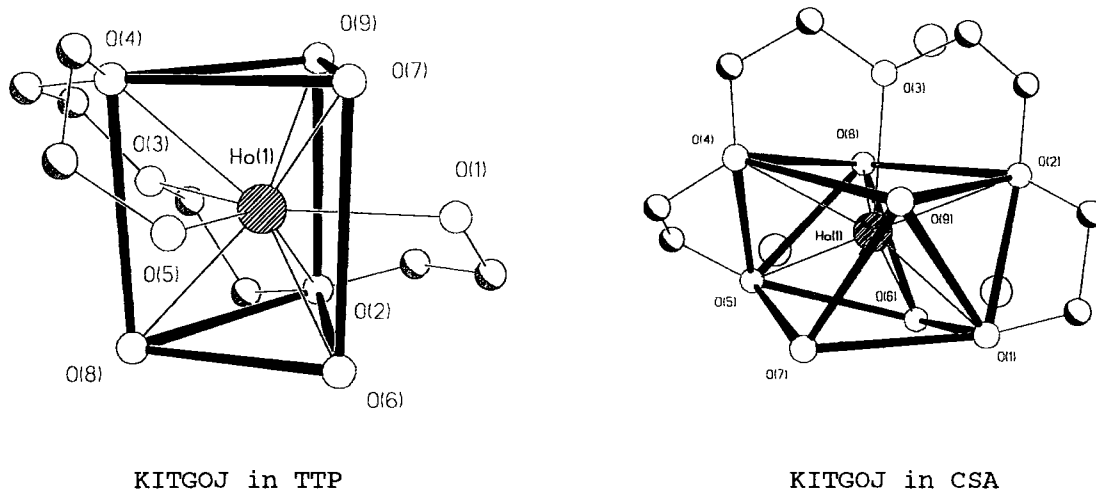 O(4)
O(9)
O(7)
O(3)
Ho(1)
O(1)
O(5)
O(2)
O(8)
O(6)
KITGOJ in TTP
O(3)
O(4)
O(8)
O(2)
Ho(1)
O(9)
O(5)
O(6)
O(7)
O(1)
KITGOJ in CSA